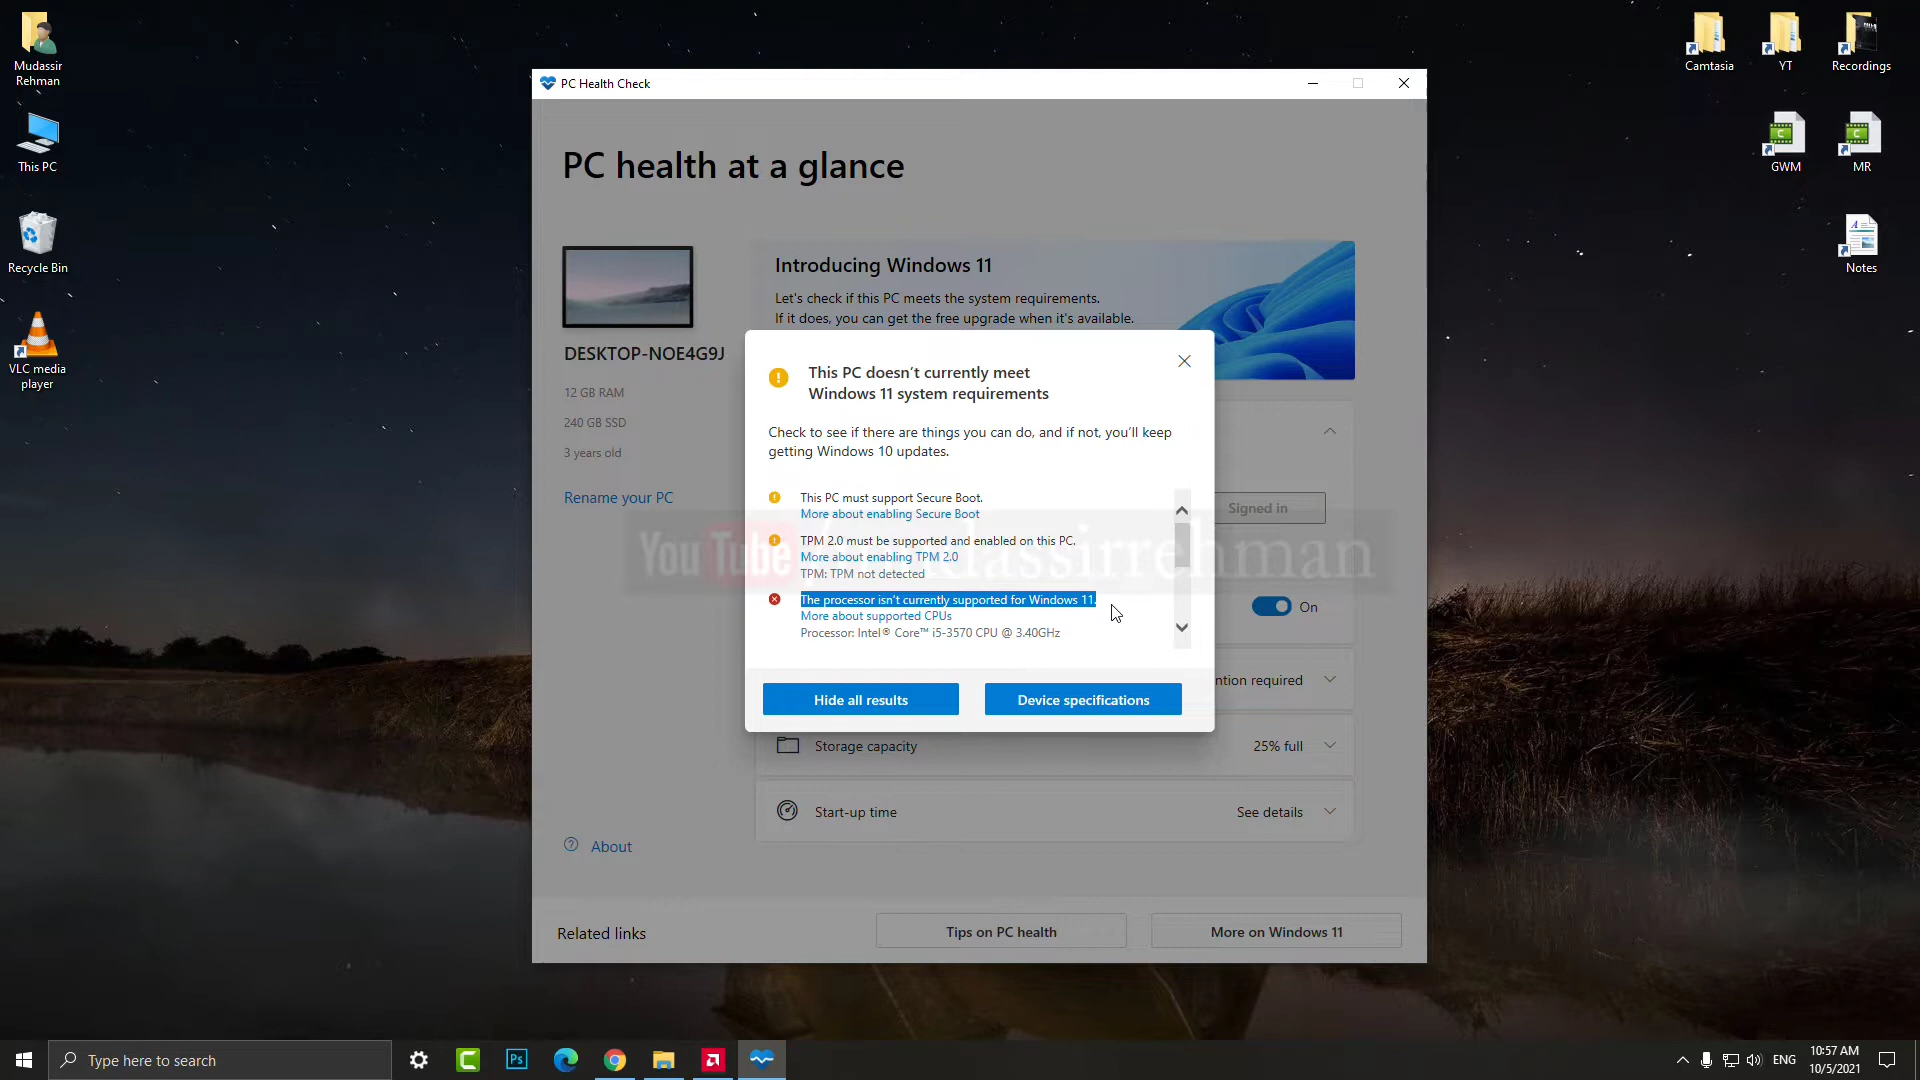 Mudassir
Rehman
This PC
Recycle Bin
VLC media
player
Camtasia
YT
Recordings
GWM
MR
Notes
PC Health Check
PC health at a glance
DESKTOP-NOE4G9J
12 GB RAM
240 GB SSD
3 years old
Rename your PC
About
Introducing Windows 11
Let's check if this PC meets the system requirements.
If it does, you can get the free upgrade when it's available.
This PC doesn't currently meet
Windows 11 system requirements
Check to see if there are things you can do, and if not, you'll keep
getting Windows 10 updates.
This PC must support Secure Boot.
More about enabling Secure Boot
TPM 2.0 must be supported and enabled on this PC.
More about enabling TPM 2.0
TPM: TPM not detected
The processor isn't currently supported for Windows 11.
More about supported CPUs
Processor: Intel® Core™ i5-3570 CPU @ 3.40GHz
Hide all results
Device specifications
Signed in
YouTube /mudassirrehman
On
ntion required
Storage capacity
25% full
Start-up time
See details
Related links
Tips on PC health
More on Windows 11
Type here to search
Ps
ENG
10:57 AM
10/5/2021